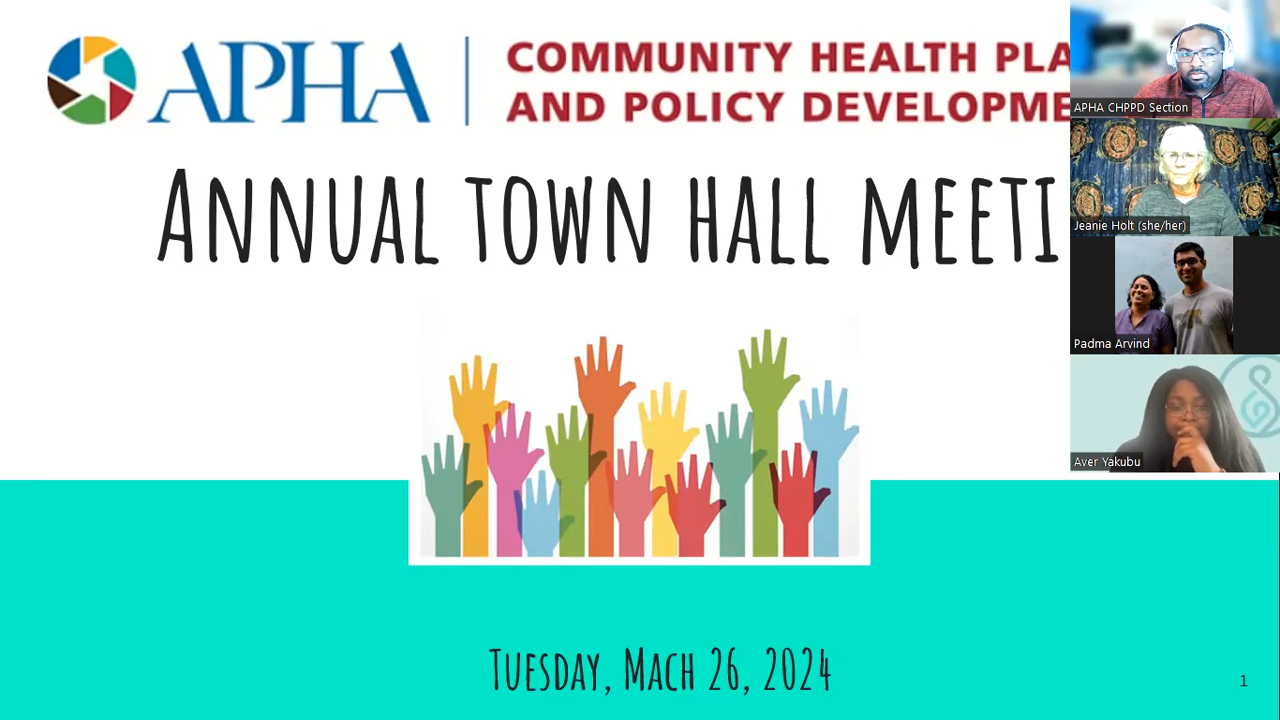 APHA
COMMUNITY HEALTH PLA
AND POLICY DEVELOPME
ANNUAL TOWN HALL MEETI
TUESDAY, MACH 26, 2024
1
APHA CHPPD Section
Jeanie Holt (she/her)
Padma Arvind
Aver Yakubu